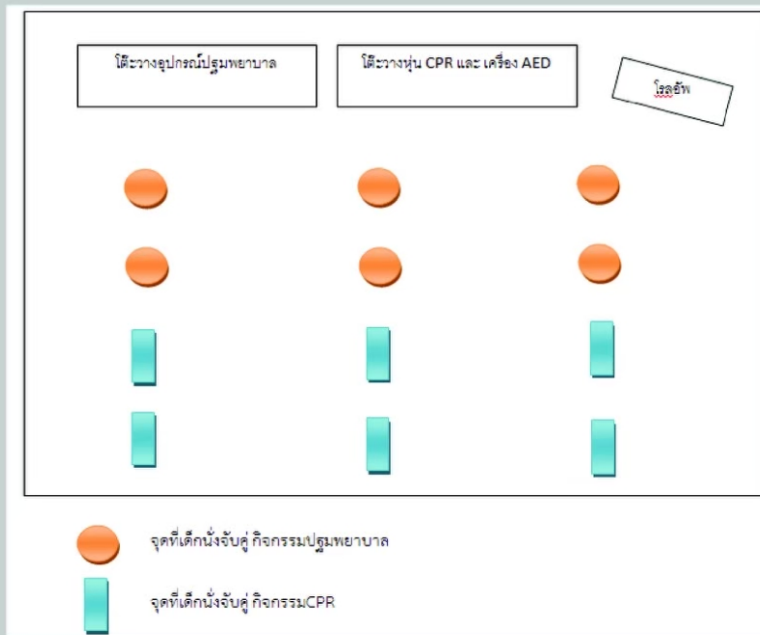 โต๊ะวางอุปกรณ์ปฐมพยาบาล
โต๊ะวางหุ่น CPR และ เครื่อง AED
โรลอัพ
จุดที่เด็กนั่งจับคู่ กิจกรรมปฐมพยาบาล
จุดที่เด็กนั่งจับคู่ กิจกรรมCPR